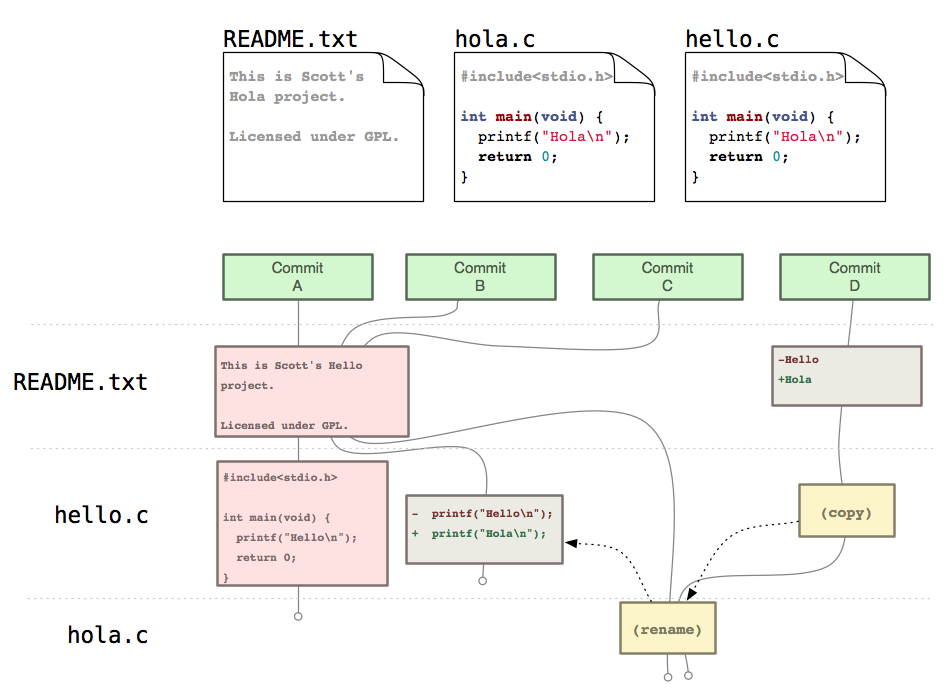 README.txt
This is Scott's
Hola project.
Licensed under GPL.
hola.c
#include<stdio.h>
int main(void) {
  printf("Hola\n");
  return 0;
}
hello.c
#include<stdio.h>
int main(void) {
  printf("Hola\n");
  return 0;
}
Commit
A
Commit
B
Commit
C
Commit
D
README.txt
This is Scott's Hello
project.
Licensed under GPL.
-Hello
+Hola
hello.c
#include<stdio.h>
int main(void) {
  printf("Hello\n");
  return 0;
}
-  printf("Hello\n");
+  printf("Hola\n");
(copy)
hola.c
(rename)